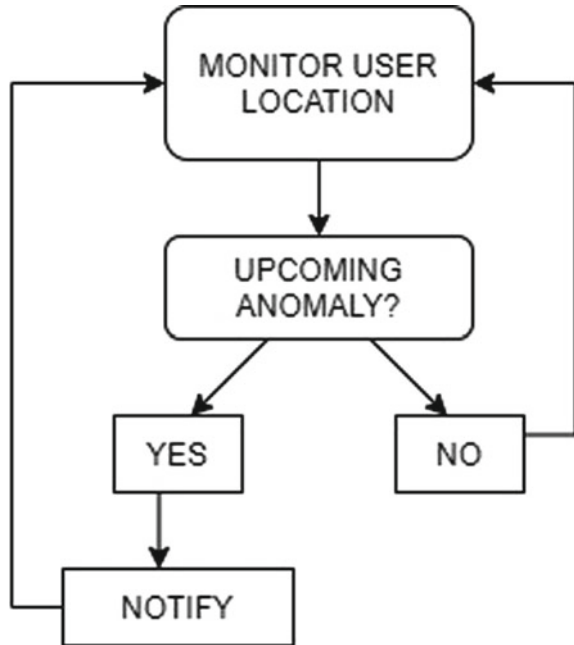 MONITOR USER
LOCATION
UPCOMING
ANOMALY?
YES
NO
NOTIFY